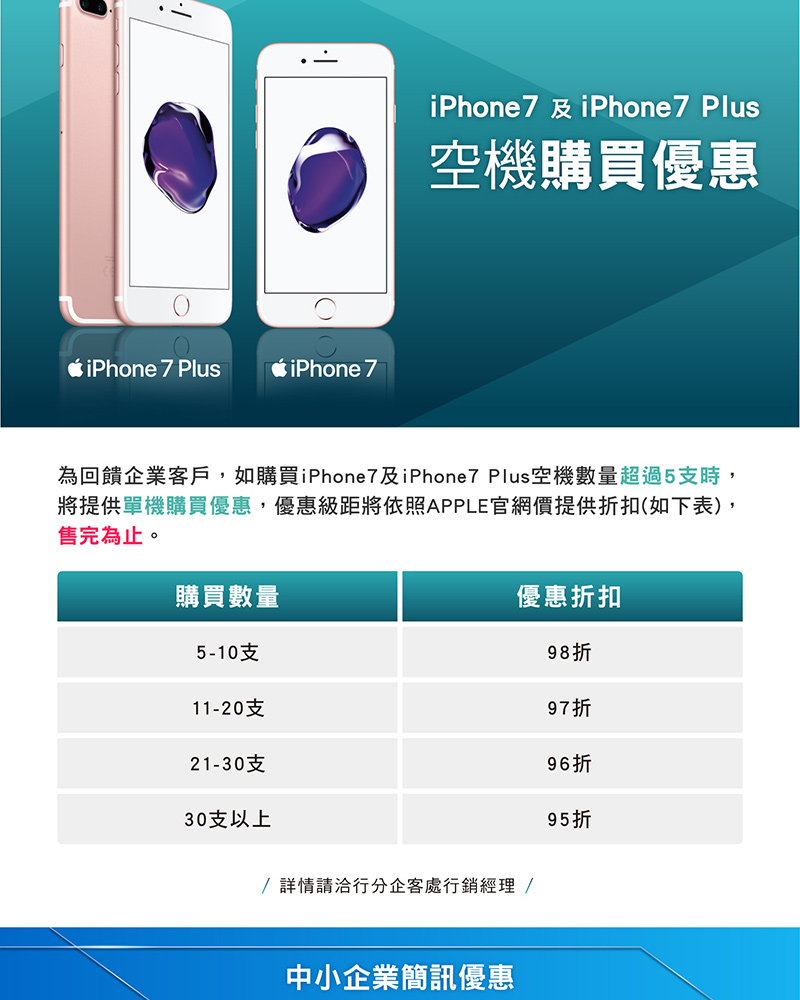 iPhone7 及 iPhone7 Plus
空機購買優惠
iPhone 7 Plus
iPhone 7
為回饋企業客戶，如購買iPhone7及iPhone7 Plus空機數量超過5支時，
將提供單機購買優惠，優惠級距將依照APPLE官網價提供折扣(如下表)，
售完為止。
購買數量 優惠折扣
5-10支 98折
11-20支 97折
21-30支 96折
30支以上 95折
/ 詳情請洽行分企客處行銷經理 /
中小企業簡訊優惠